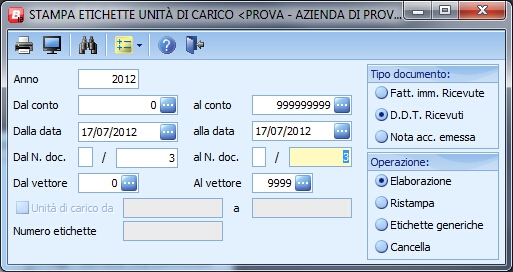 STAMPA ETICHETTE UNITÀ DI CARICO <PROVA - AZIENDA DI PROV...
Anno 2012
Dal conto 0 ... al conto 999999999 ...
Dalla data 17/07/2012 ... alla data 17/07/2012 ...
Dal N. doc. / 3 al N. doc. / 3
Dal vettore 0 ... Al vettore 9999 ...
Unità di carico da a
Numero etichette
Tipo documento:
Fatt. imm. Ricevute
D.D.T. Ricevuti
Nota acc. emessa
Operazione:
Elaborazione
Ristampa
Etichette generiche
Cancella